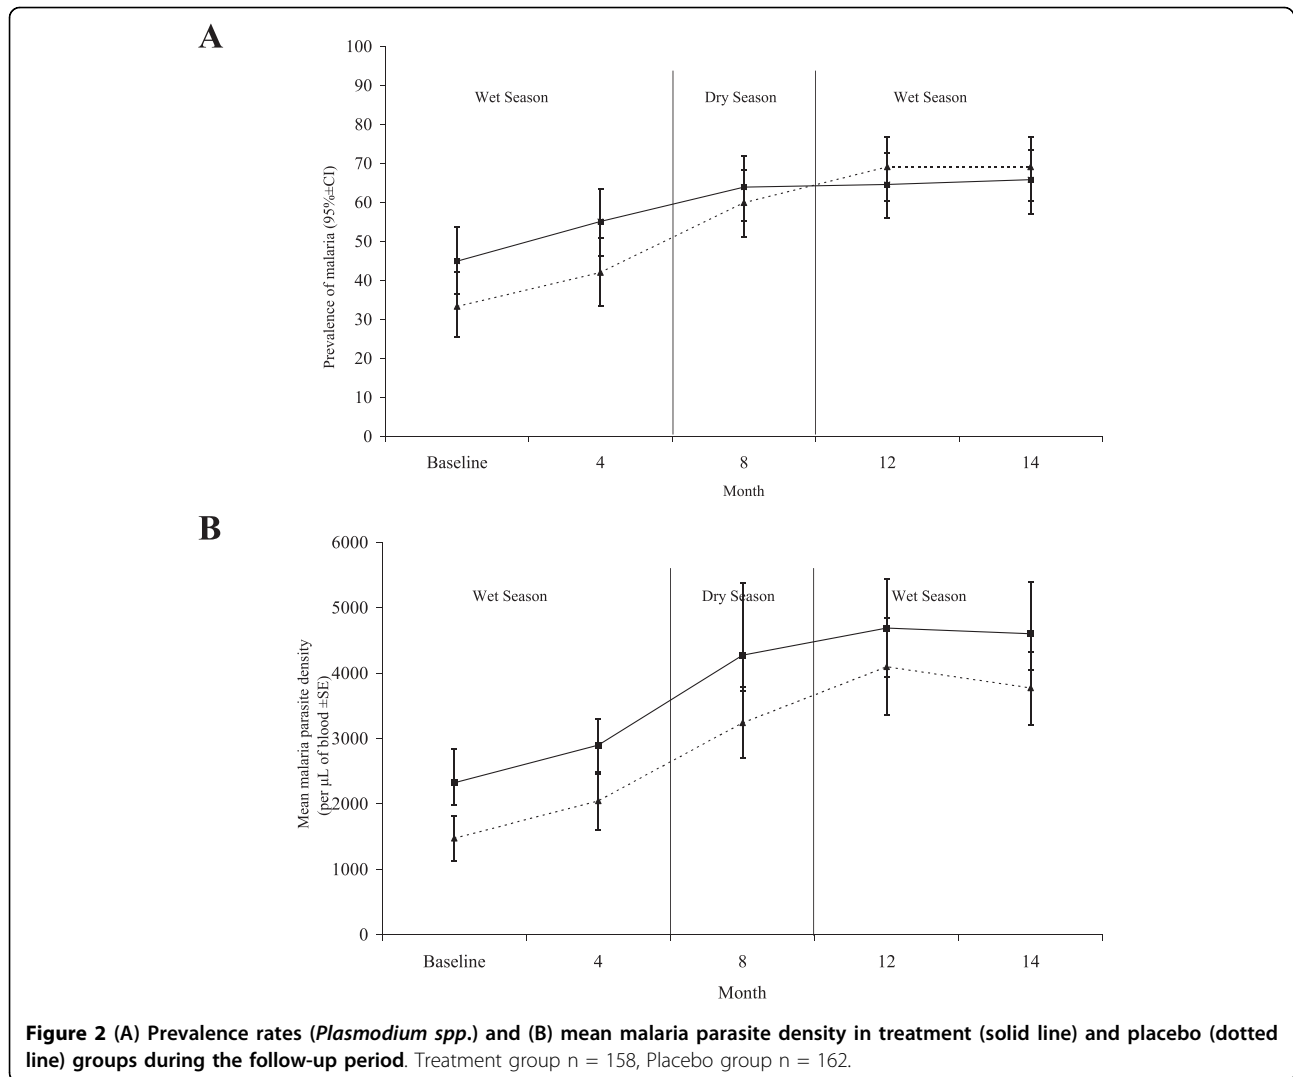 A
100
90
80
70
60
50
40
30
20
10
0
Prevalence of malaria (95%±CI)
Wet Season Dry Season Wet Season
Baseline 4 8 12 14
Month
B
6000
5000
4000
3000
2000
1000
0
Mean malaria parasite density
(per µL of blood ±SE)
Wet Season Dry Season Wet Season
Baseline 4 8 12 14
Month
Figure 2 (A) Prevalence rates (Plasmodium spp.) and (B) mean malaria parasite density in treatment (solid line) and placebo (dotted
line) groups during the follow-up period. Treatment group n = 158, Placebo group n = 162.